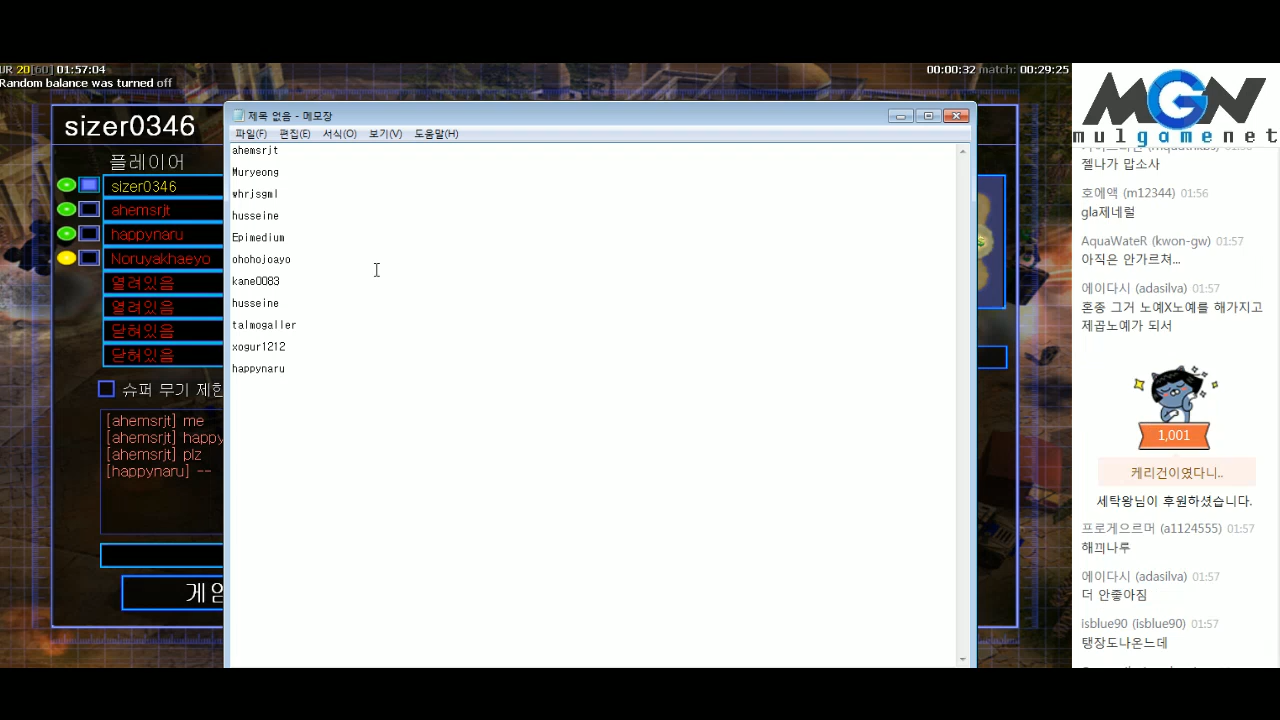 UR 20[60] 01:57:04
Random balance was turned off
00:00:32 match: 00:29:25
sizer0346
플레이어
sizer0346
ahemsrjt
happynaru
Noruyakhaeyo
열려있음
열려있음
닫혀있음
닫혀있음
슈퍼 무기 제한
[ahemsrjt] me
[ahemsrjt] happy
[ahemsrjt] plz
[happynaru] --
게임
제목 없음 - 메모장
파일(F) 편집(E) 서식(O) 보기(V) 도움말(H)
ahemsrjt
Muryeong
whrjsgml
husseine
Epimedium
ohohojoayo
kane0083
husseine
talmogaller
xogur1212
happynaru
MGN
mulgamenet
젤나가 맙소사
호에액 (m12344) 01:56
gla제네럴
AquaWateR (kwon-gw) 01:57
아직은 안가르쳐...
에이다시 (adasilva) 01:57
혼종 그거 노예X노예를 해가지고
제곱노예가 되서
1,001
케리건이였다니..
세탁왕님이 후원하셨습니다.
프로게으르머 (a1124555) 01:57
해끠나루
에이다시 (adasilva) 01:57
더 안좋아짐
isblue90 (isblue90) 01:57
탱장도나온느데